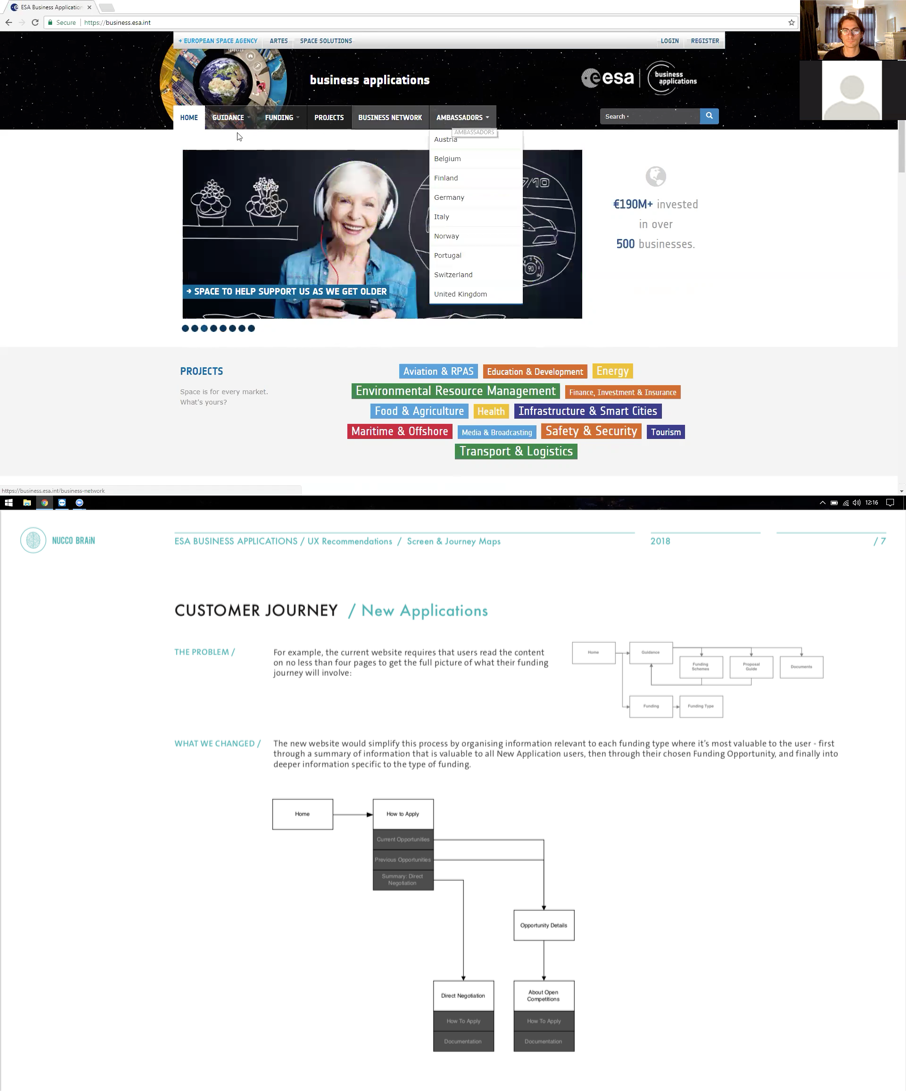 ESA Business Application
Secure | https://business.esa.int
EUROPEAN SPACE AGENCY ARTES SPACE SOLUTIONS LOGIN REGISTER
business applications
esa
business
applications
HOME GUIDANCE FUNDING PROJECTS BUSINESS NETWORK AMBASSADORS Search
AMBASSADORS
Austria
Belgium
Finland
Germany
Italy
Norway
Portugal
Switzerland
United Kingdom
€190M+ invested
in over
500 businesses.
SPACE TO HELP SUPPORT US AS WE GET OLDER
PROJECTS
Space is for every market.
What's yours?
Aviation & RPAS Education & Development Energy
Environmental Resource Management Finance, Investment & Insurance
Food & Agriculture Health Infrastructure & Smart Cities
Maritime & Offshore Media & Broadcasting Safety & Security Tourism
Transport & Logistics
https://business.esa.int/business-network
12:16
NUCCO BRAIN
ESA BUSINESS APPLICATIONS / UX Recommendations / Screen & Journey Maps 2018 / 7
CUSTOMER JOURNEY / New Applications
THE PROBLEM /
For example, the current website requires that users read the content
on no less than four pages to get the full picture of what their funding
journey will involve:
Home
Guidance
Funding
Schemes
Proposal
Guide
Documents
Funding
Funding Type
WHAT WE CHANGED /
The new website would simplify this process by organising information relevant to each funding type where it's most valuable to the user - first
through a summary of information that is valuable to all New Application users, then through their chosen Funding Opportunity, and finally into
deeper information specific to the type of funding.
Home
How to Apply
Current Opportunities
Previous Opportunities
Summary: Direct
Negotiation
Opportunity Details
Direct Negotiation
How To Apply
Documentation
About Open
Competitions
How To Apply
Documentation